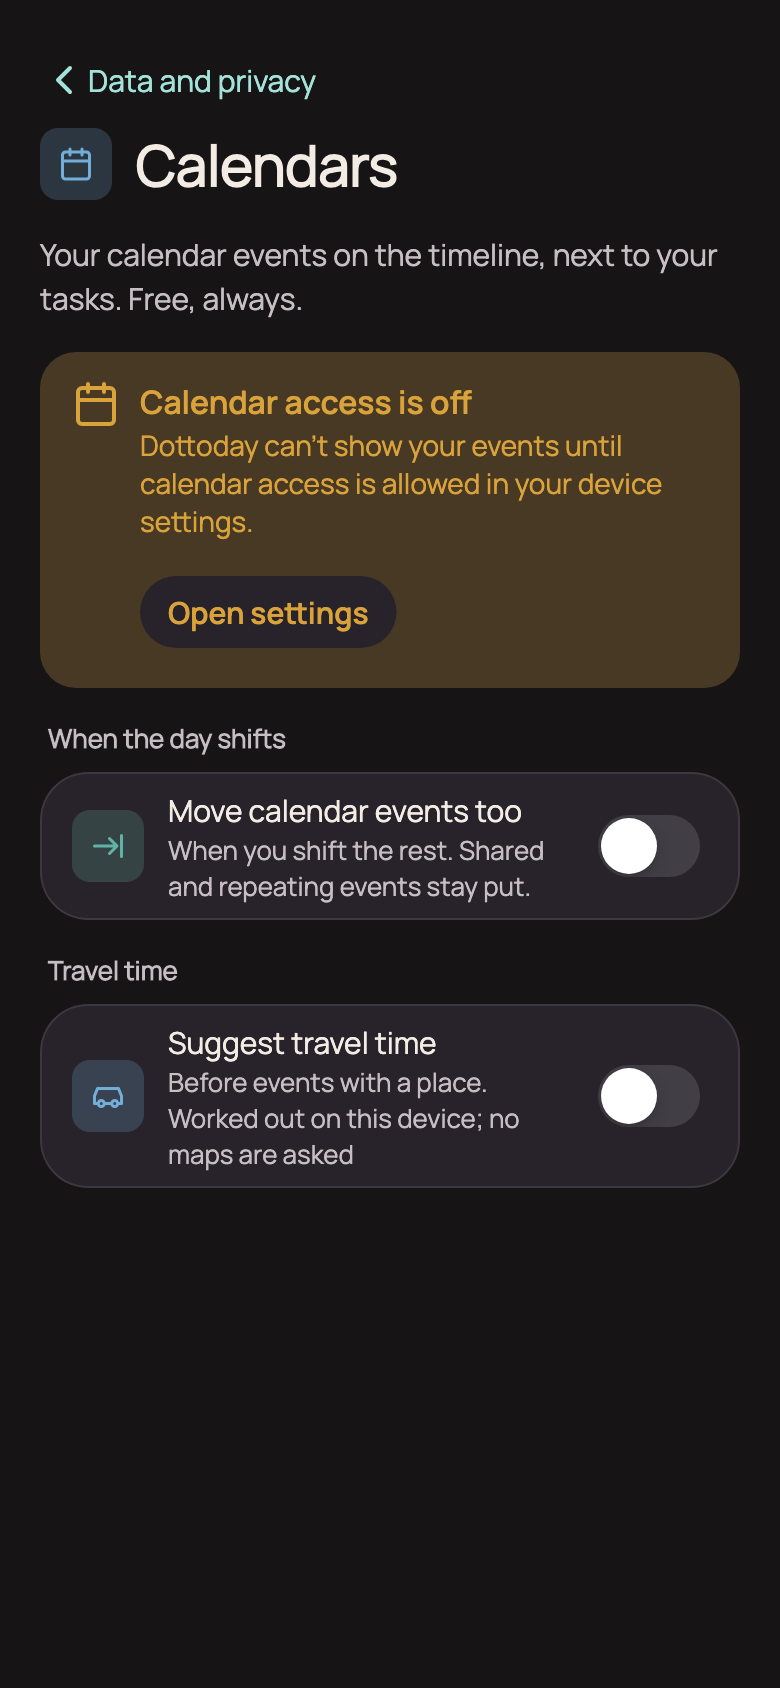 Data and privacy
Calendars
Your calendar events on the timeline, next to your
tasks. Free, always.
Calendar access is off
Dottoday can’t show your events until
calendar access is allowed in your device
settings.
Open settings
When the day shifts
Move calendar events too
When you shift the rest. Shared
and repeating events stay put.
Travel time
Suggest travel time
Before events with a place.
Worked out on this device; no
maps are asked